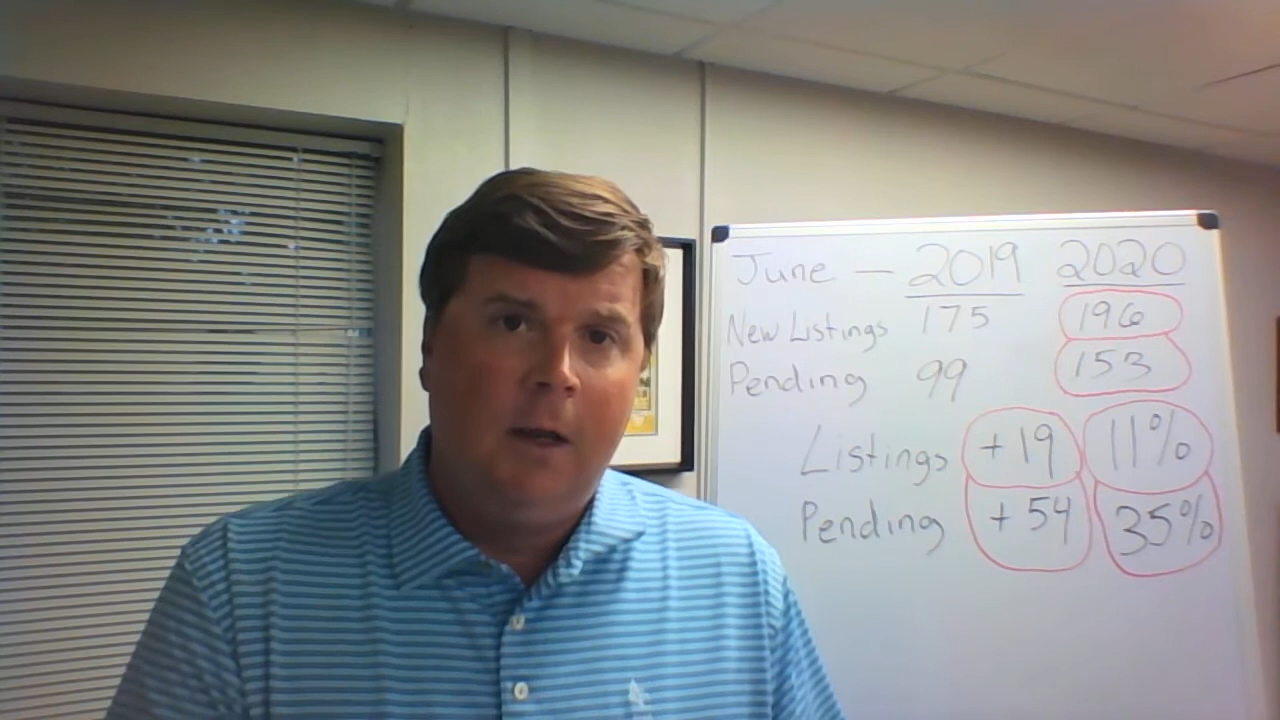 June — 2019 2020
New Listings 175 196
Pending 99 153
Listings +19 11%
Pending +54 35%